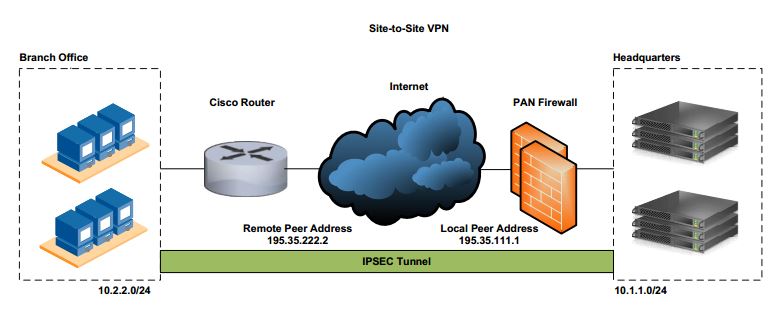 Site-to-Site VPN
Branch Office
Headquarters
Internet
Cisco Router
PAN Firewall
Remote Peer Address
195.35.222.2
Local Peer Address
195.35.111.1
IPSEC Tunnel
10.2.2.0/24
10.1.1.0/24